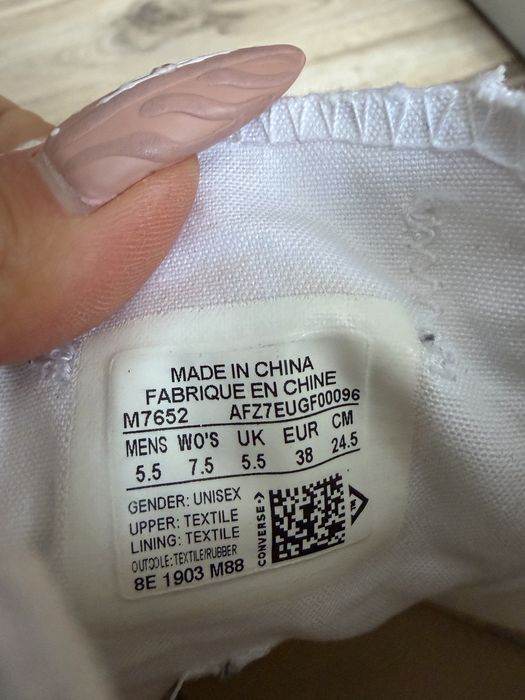 MADE IN CHINA
FABRIQUE EN CHINE
M7652 AFZ7EUGF00096
MENS WO'S UK EUR CM
5.5 7.5 5.5 38 24.5
GENDER: UNISEX
UPPER: TEXTILE
LINING: TEXTILE
OUTSOLE: TEXTILE/RUBBER
8E 1903 M88
CONVERSE